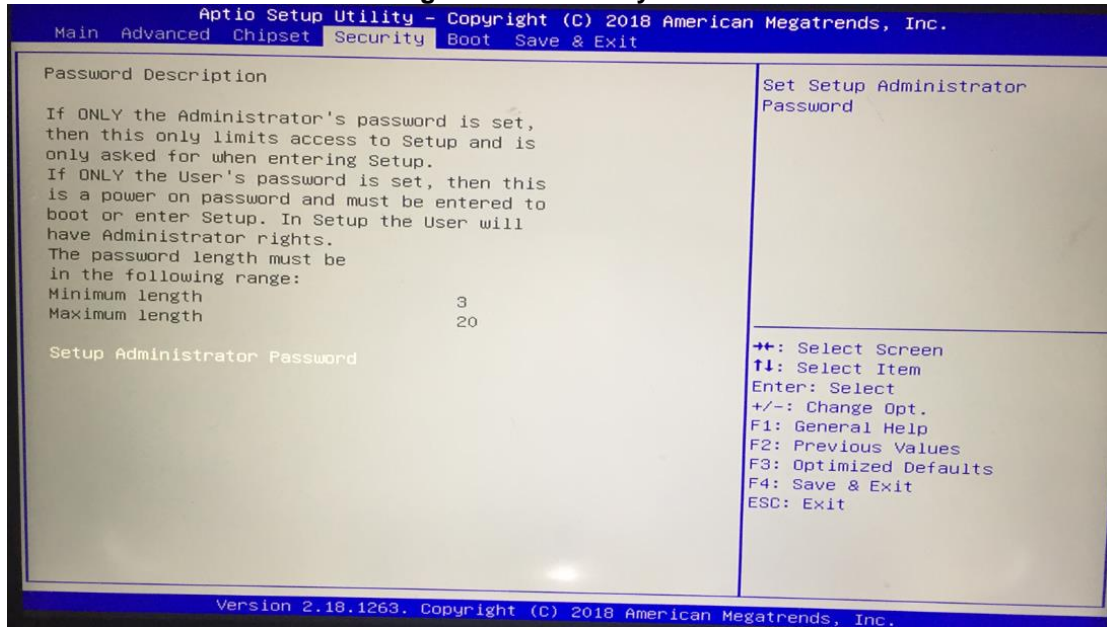 Aptio Setup Utility – Copyright (C) 2018 American Megatrends, Inc.
Main Advanced Chipset Security Boot Save & Exit
Password Description
If ONLY the Administrator's password is set,
then this only limits access to Setup and is
only asked for when entering Setup.
If ONLY the User's password is set, then this
is a power on password and must be entered to
boot or enter Setup. In Setup the User will
have Administrator rights.
The password length must be
in the following range:
Minimum length 3
Maximum length 20
Setup Administrator Password
Set Setup Administrator
Password
→←: Select Screen
↑↓: Select Item
Enter: Select
+/-: Change Opt.
F1: General Help
F2: Previous Values
F3: Optimized Defaults
F4: Save & Exit
ESC: Exit
Version 2.18.1263. Copyright (C) 2018 American Megatrends, Inc.